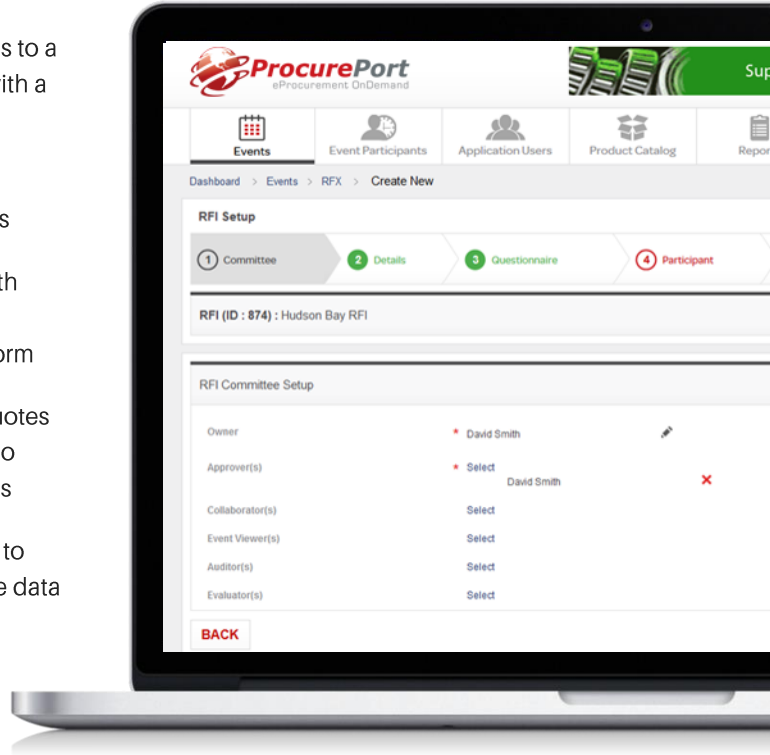 s to a
ith a
s
th
orm
uotes
o
s
to
e data
ProcurePort
eProcurement OnDemand
Sup
Events
Event Participants
Application Users
Product Catalog
Repor
Dashboard > Events > RFX > Create New
RFI Setup
1 Committee
2 Details
3 Questionnaire
4 Participant
RFI (ID : 874) : Hudson Bay RFI
RFI Committee Setup
Owner * David Smith
Approver(s) * Select
David Smith
Collaborator(s) Select
Event Viewer(s) Select
Auditor(s) Select
Evaluator(s) Select
BACK